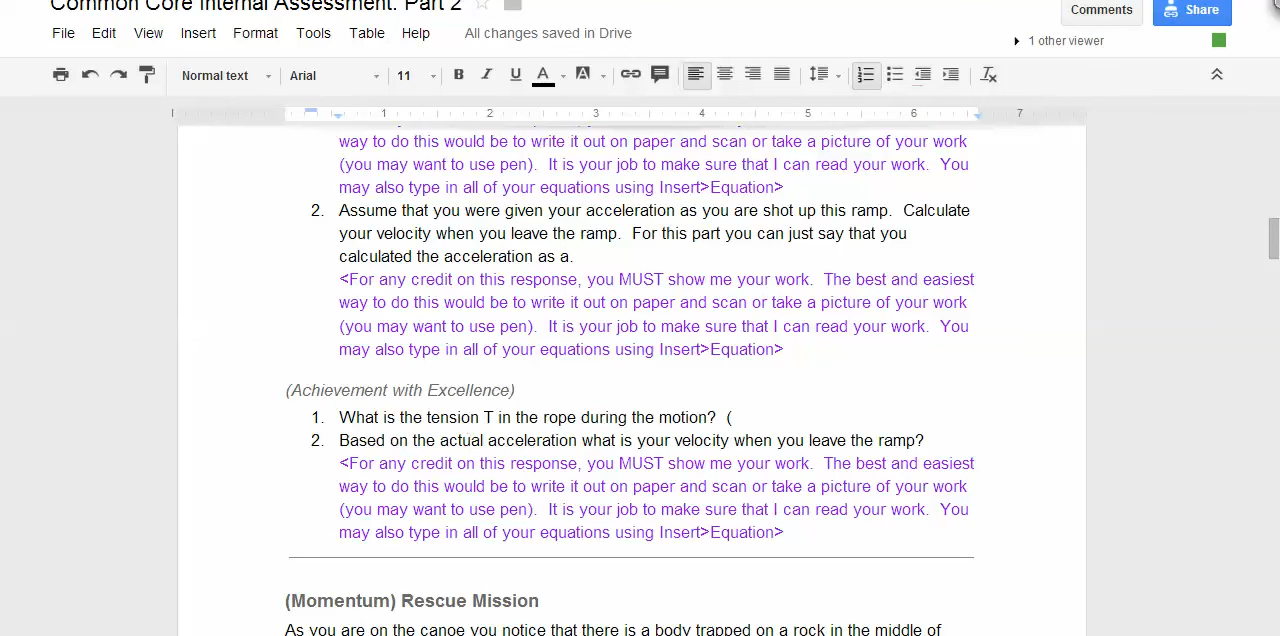 Common Core Internal Assessment: Part 2
Comments
Share
File Edit View Insert Format Tools Table Help All changes saved in Drive
1 other viewer
Normal text Arial 11 B I U A A
1 2 3 4 5 6 7
way to do this would be to write it out on paper and scan or take a picture of your work
(you may want to use pen).  It is your job to make sure that I can read your work.  You
may also type in all of your equations using Insert>Equation>
2. Assume that you were given your acceleration as you are shot up this ramp.  Calculate
your velocity when you leave the ramp.  For this part you can just say that you
calculated the acceleration as a.
<For any credit on this response, you MUST show me your work.  The best and easiest
way to do this would be to write it out on paper and scan or take a picture of your work
(you may want to use pen).  It is your job to make sure that I can read your work.  You
may also type in all of your equations using Insert>Equation>
(Achievement with Excellence)
1. What is the tension T in the rope during the motion?  (
2. Based on the actual acceleration what is your velocity when you leave the ramp?
<For any credit on this response, you MUST show me your work.  The best and easiest
way to do this would be to write it out on paper and scan or take a picture of your work
(you may want to use pen).  It is your job to make sure that I can read your work.  You
may also type in all of your equations using Insert>Equation>
(Momentum) Rescue Mission
As you are on the canoe you notice that there is a body trapped on a rock in the middle of